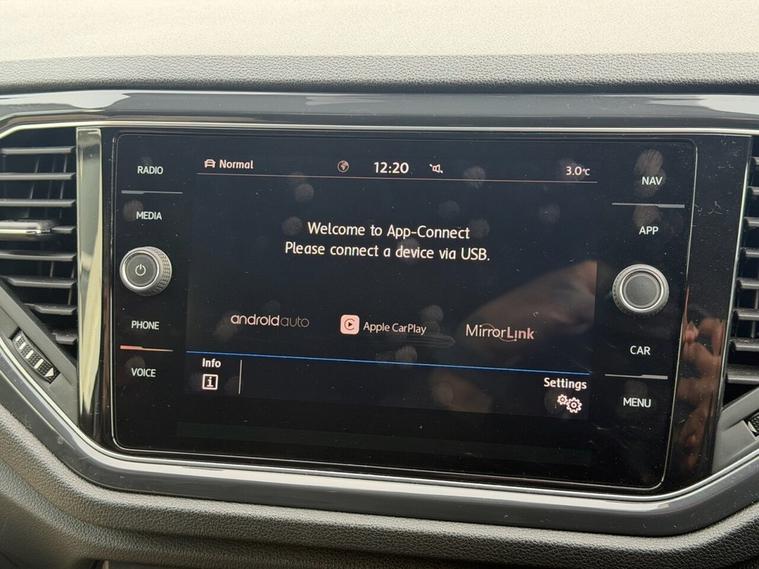 RADIO
MEDIA
PHONE
VOICE
Normal
12:20
3.0°C
Welcome to App-Connect
Please connect a device via USB.
androidauto
Apple CarPlay
MirrorLink
Info
Settings
NAV
APP
CAR
MENU